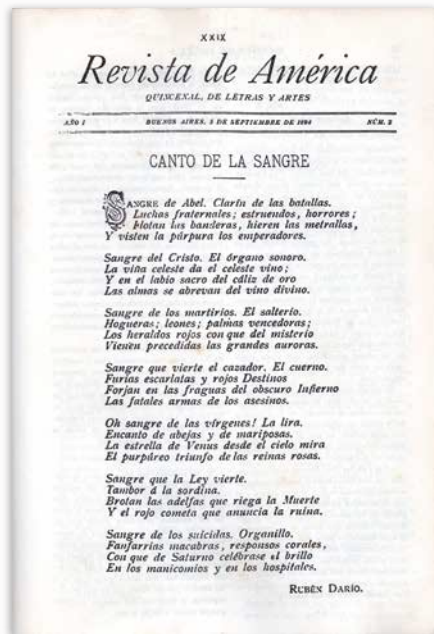 XXIX
Revista de América
QUINCENAL, DE LETRAS Y ARTES
AÑO I BUENOS AIRES, 5 DE SEPTIEMBRE DE 1894 NÚM. 2
CANTO DE LA SANGRE
SANGRE de Abel. Clarín de las batallas.
Luchas fraternales; estruendos, horrores;
Flotan las banderas, hieren las metrallas,
Y visten la púrpura los emperadores.
Sangre del Cristo. El órgano sonoro.
La viña celeste da el celeste vino;
Y en el labio sacro del cáliz de oro
Las almas se abrevan del vino divino.
Sangre de los martirios. El salterio.
Hogueras; leones; palmas vencedoras;
Los heraldos rojos con que del misterio
Vienen precedidas las grandes auroras.
Sangre que vierte el cazador. El cuerno.
Furias escarlatas y rojos Destinos
Forjan en las fraguas del obscuro Infierno
Las fatales armas de los asesinos.
Oh sangre de las vírgenes! La lira.
Encanto de abejas y de mariposas.
La estrella de Venus desde el cielo mira
El purpúreo triunfo de las reinas rosas.
Sangre que la Ley vierte.
Tambor á la sordina.
Brotan las adelfas que riega la Muerte
Y el rojo cometa que anuncia la ruina.
Sangre de los suicidas. Organillo.
Fanfarrias macabras, responsos corales,
Con que de Saturno celébrase el brillo
En los manicomios y en los hospitales.
RUBÉN DARÍO.